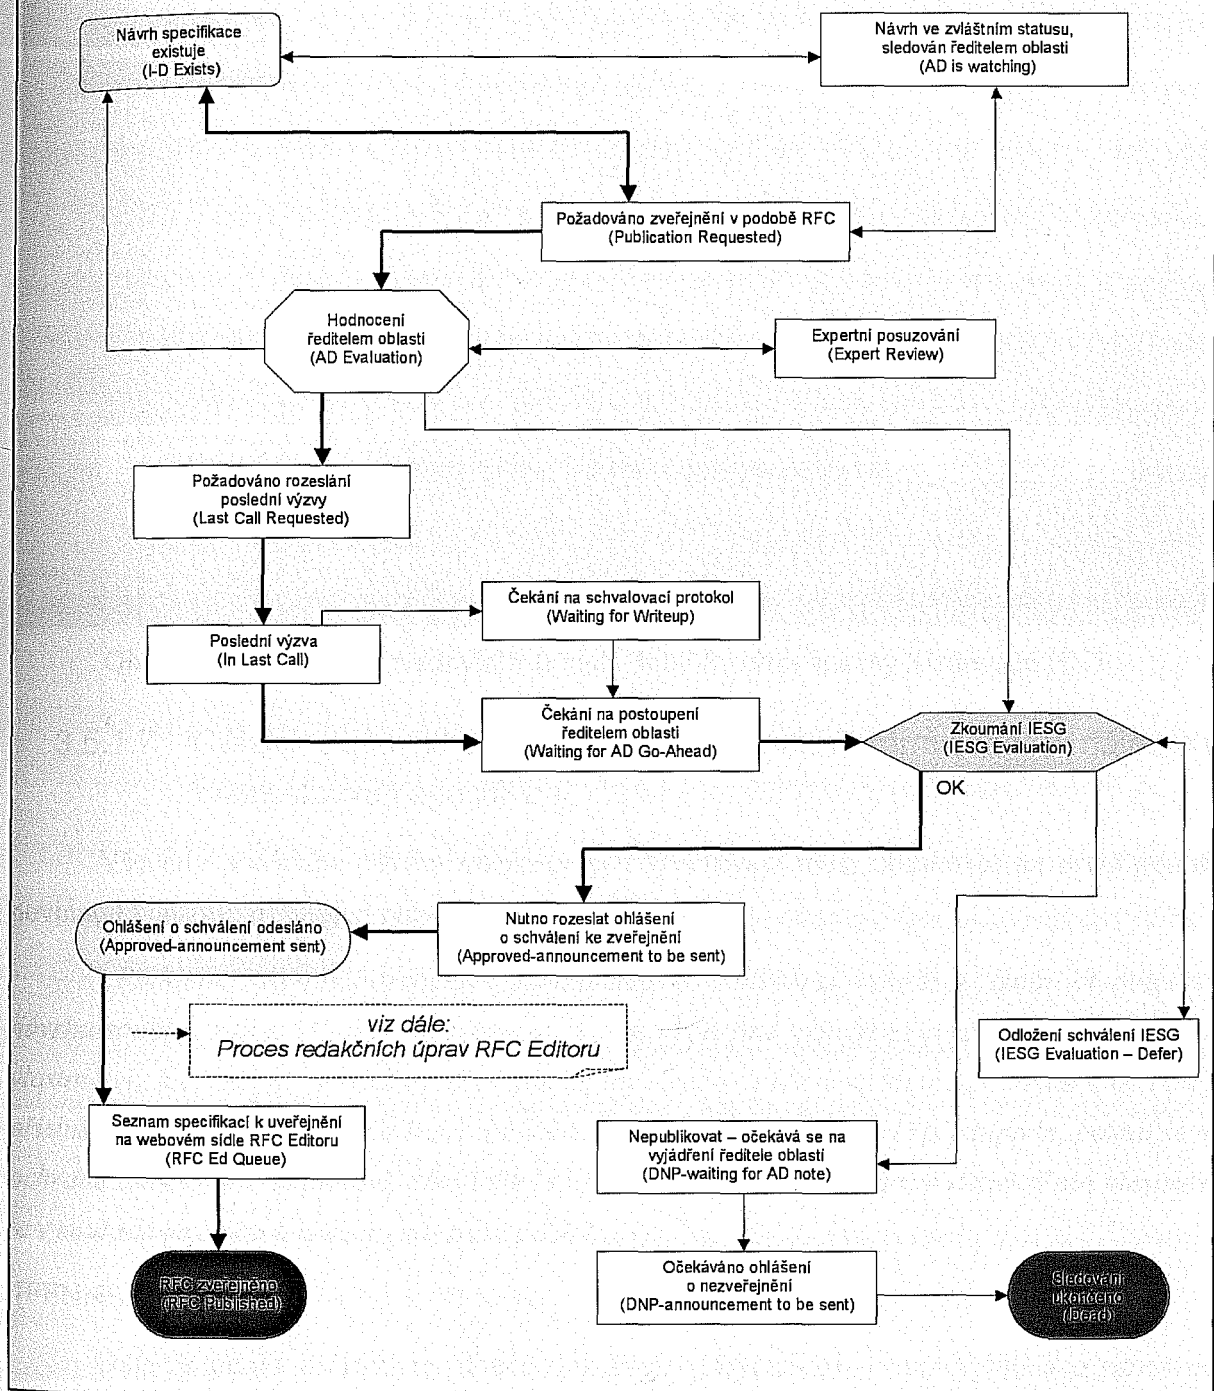 Návrh specifikace
existuje
(I-D Exists)
Návrh ve zvláštním statusu,
sledován ředitelem oblasti
(AD is watching)
Požadováno zveřejnění v podobě RFC
(Publication Requested)
Hodnocení
ředitelem oblasti
(AD Evaluation)
Expertní posuzování
(Expert Review)
Požadováno rozeslání
poslední výzvy
(Last Call Requested)
Čekání na schvalovací protokol
(Waiting for Writeup)
Poslední výzva
(In Last Call)
Čekání na postoupení
ředitelem oblasti
(Waiting for AD Go-Ahead)
Zkoumání IESG
(IESG Evaluation)
OK
Ohlášení o schválení odesláno
(Approved-announcement sent)
Nutno rozeslat ohlášení
o schválení ke zveřejnění
(Approved-announcement to be sent)
viz dále:
Proces redakčních úprav RFC Editoru
Odložení schválení IESG
(IESG Evaluation – Defer)
Seznam specifikací k uveřejnění
na webovém sídle RFC Editoru
(RFC Ed Queue)
Nepublikovat – očekává se na
vyjádření ředitele oblastí
(DNP-waiting for AD note)
RFC zveřejněno
(RFC Published)
Očekáváno ohlášení
o nezveřejnění
(DNP-announcement to be sent)
Sledování
ukončeno
(Dead)